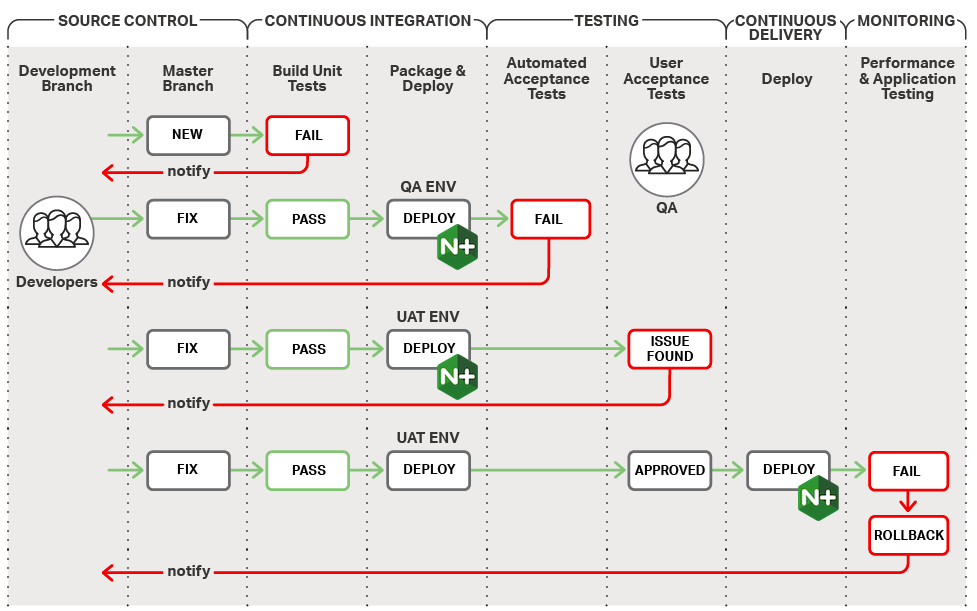 SOURCE CONTROL
CONTINUOUS INTEGRATION
TESTING
CONTINUOUS
DELIVERY
MONITORING
Development
Branch
Master
Branch
Build Unit
Tests
Package &
Deploy
Automated
Acceptance
Tests
User
Acceptance
Tests
Deploy
Performance
& Application
Testing
NEW
FAIL
notify
QA
Developers
QA ENV
FIX
PASS
DEPLOY
N+
FAIL
notify
UAT ENV
FIX
PASS
DEPLOY
N+
ISSUE
FOUND
notify
UAT ENV
FIX
PASS
DEPLOY
APPROVED
DEPLOY
N+
FAIL
ROLLBACK
notify